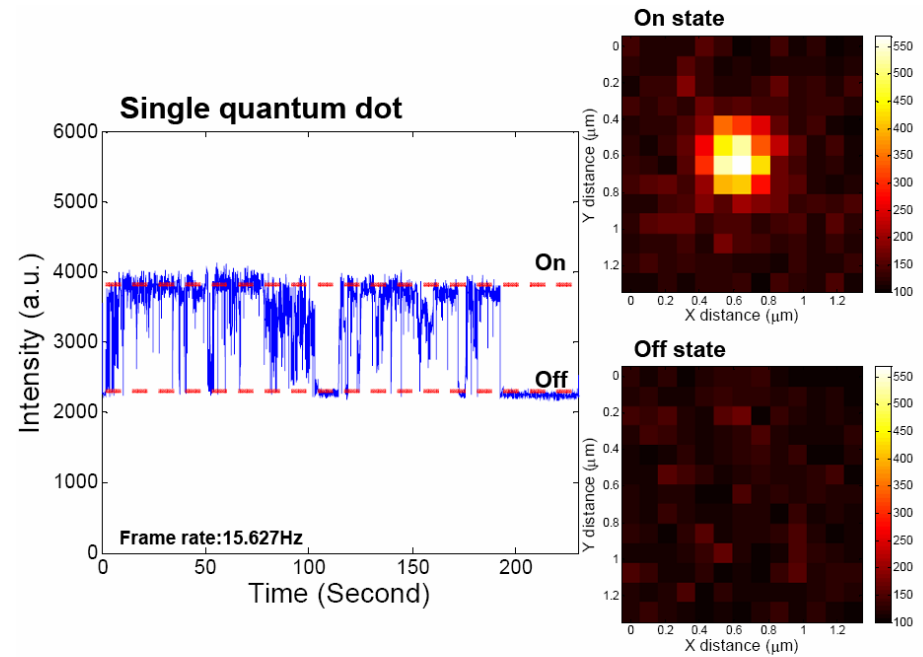 Single quantum dot
6000
5000
4000
3000
2000
1000
0
Intensity (a.u.)
On
Off
Frame rate:15.627Hz
0 50 100 150 200
Time (Second)
On state
0
0.2
0.4
0.6
0.8
1
1.2
Y distance (μm)
0 0.2 0.4 0.6 0.8 1 1.2
X distance (μm)
550
500
450
400
350
300
250
200
150
100
Off state
0
0.2
0.4
0.6
0.8
1
1.2
Y distance (μm)
0 0.2 0.4 0.6 0.8 1 1.2
X distance (μm)
550
500
450
400
350
300
250
200
150
100